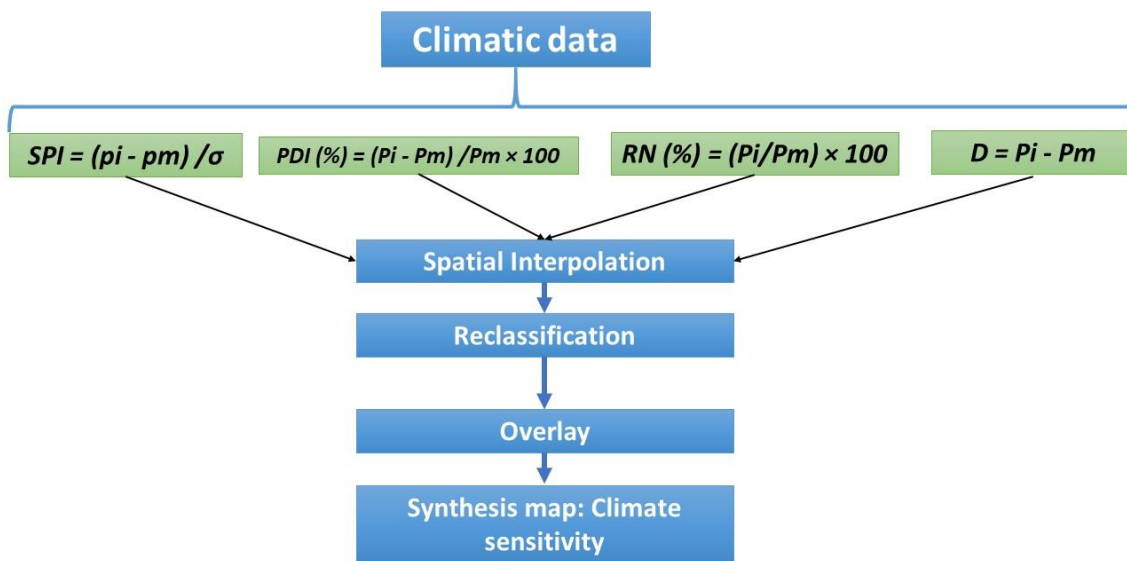 Climatic data
SPI = (pi - pm) /σ
PDI (%) = (Pi - Pm) /Pm × 100
RN (%) = (Pi/Pm) × 100
D = Pi - Pm
Spatial Interpolation
Reclassification
Overlay
Synthesis map: Climate
sensitivity